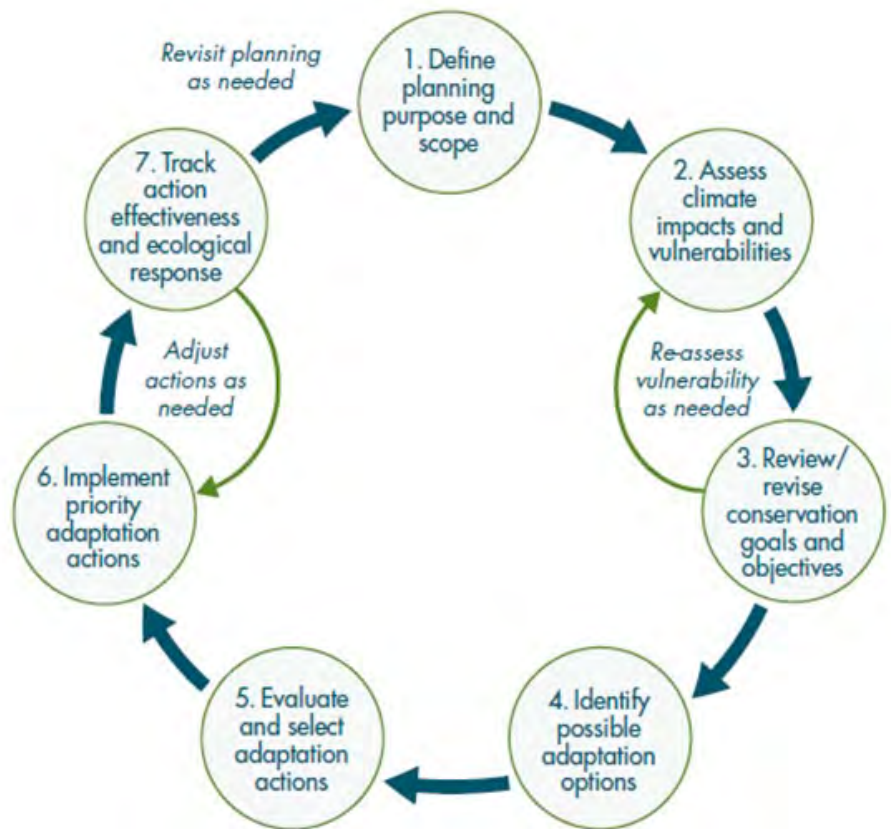 Revisit planning
as needed
1. Define
planning
purpose and
scope
2. Assess
climate
impacts and
vulnerabilities
Re-assess
vulnerability
as needed
3. Review/
revise
conservation
goals and
objectives
4. Identify
possible
adaptation
options
5. Evaluate
and select
adaptation
actions
6. Implement
priority
adaptation
actions
Adjust
actions as
needed
7. Track
action
effectiveness
and ecological
response